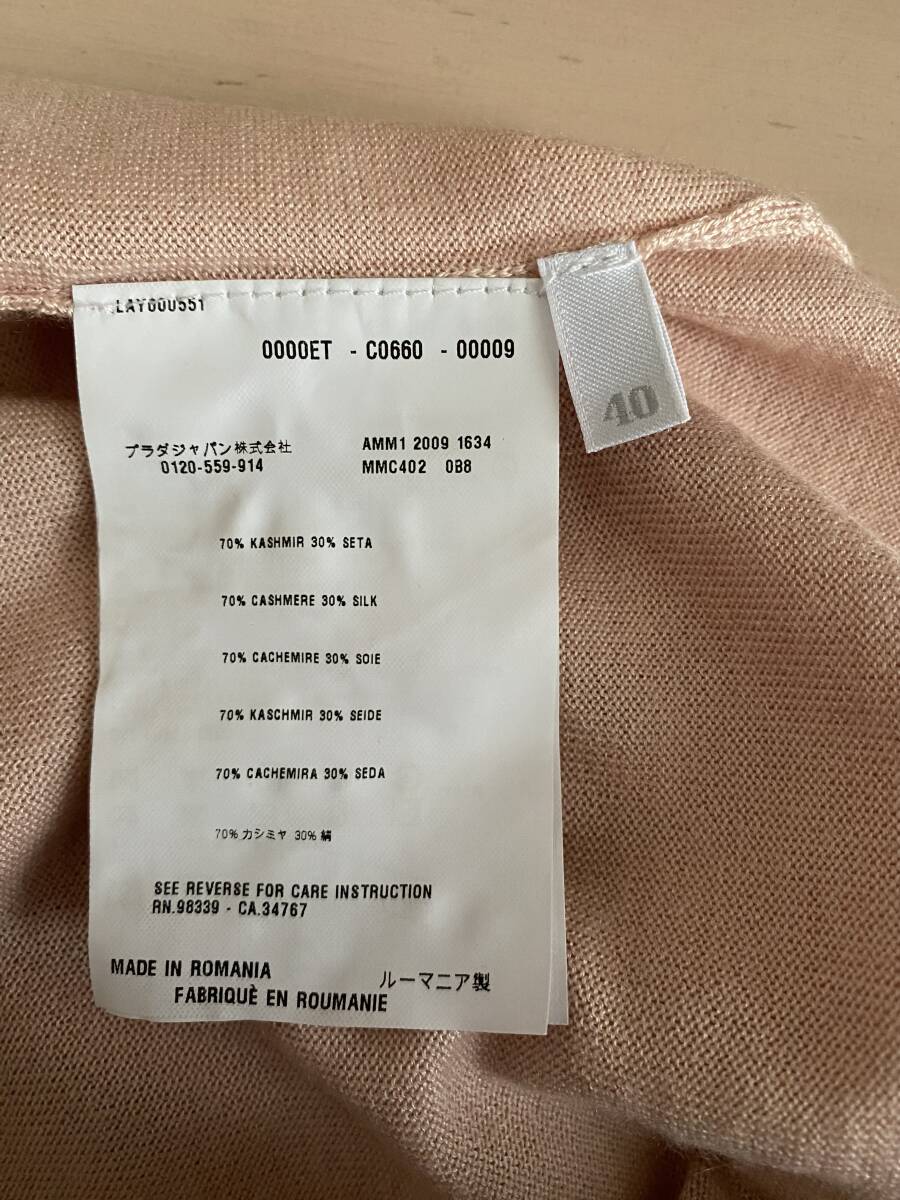 LAY000551
0000ET - C0660 - 00009
プラダジャパン株式会社
0120-559-914
AMM1 2009 1634
MMC402 0B8
70% KASHMIR 30% SETA
70% CASHMERE 30% SILK
70% CACHEMIRE 30% SOIE
70% KASCHMIR 30% SEIDE
70% CACHEMIRA 30% SEDA
70% カシミヤ 30% 絹
SEE REVERSE FOR CARE INSTRUCTION
RN.98339 - CA.34767
MADE IN ROMANIA
FABRIQUÈ EN ROUMANIE
ルーマニア製
40